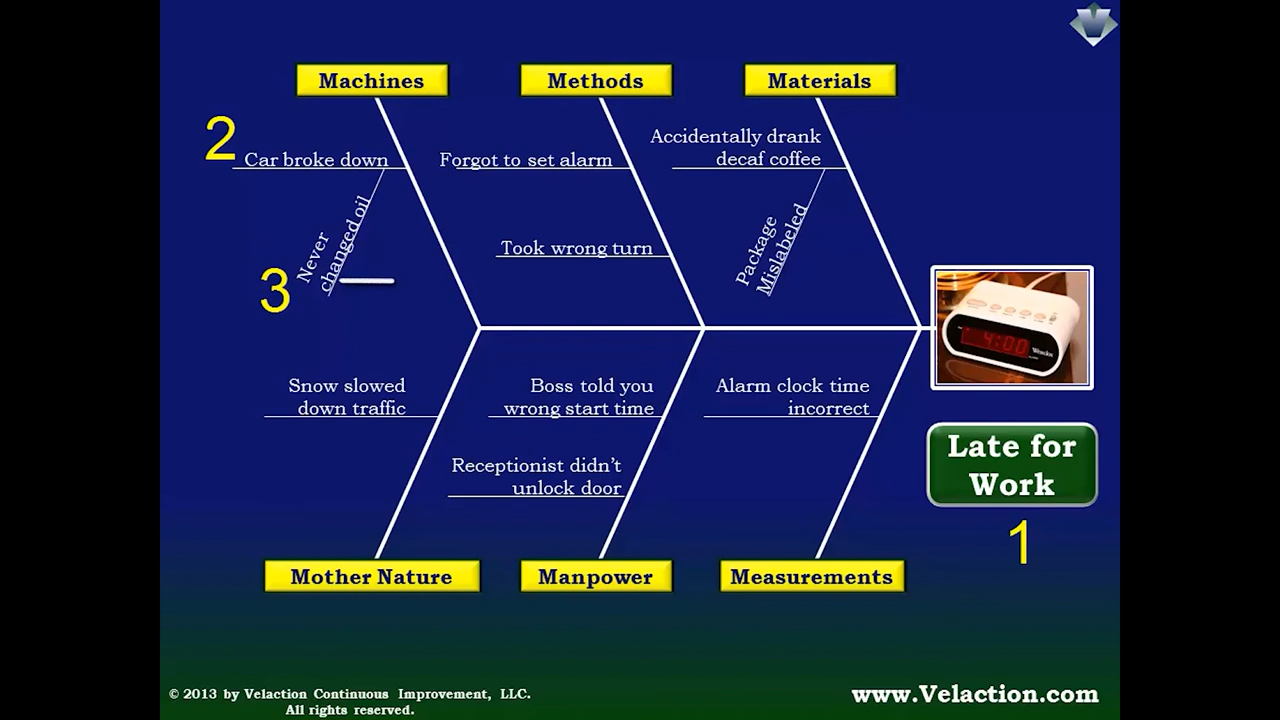 Machines
Methods
Materials
2
Car broke down
Forgot to set alarm
Accidentally drank
decaf coffee
Never
changed oil
3
Took wrong turn
Package
Mislabeled
4:00
Snow slowed
down traffic
Boss told you
wrong start time
Alarm clock time
incorrect
Receptionist didn't
unlock door
Late for
Work
1
Mother Nature
Manpower
Measurements
© 2013 by Velaction Continuous Improvement, LLC.
All rights reserved.
www.Velaction.com